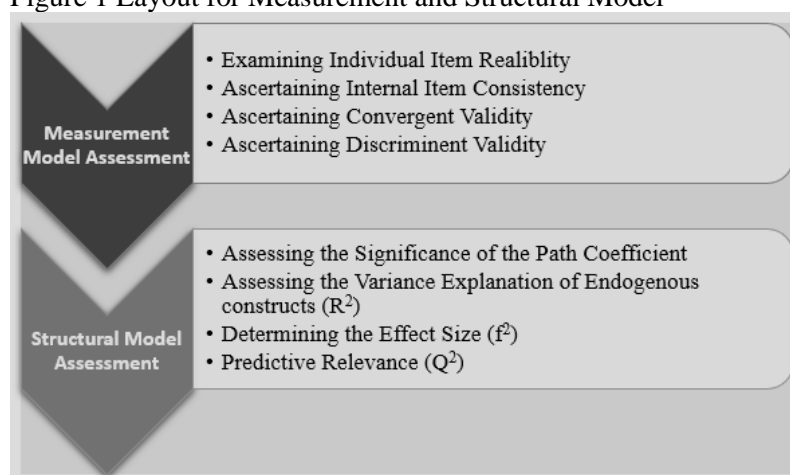 Figure 1 Layout for Measurement and Structural Model
Measurement
Model Assessment
• Examining Individual Item Realiblity
• Ascertaining Internal Item Consistency
• Ascertaining Convergent Validity
• Ascertaining Discriminent Validity
Structural Model
Assessment
• Assessing the Significance of the Path Coefficient
• Assessing the Variance Explanation of Endogenous
constructs (R²)
• Determining the Effect Size (f²)
• Predictive Relevance (Q²)